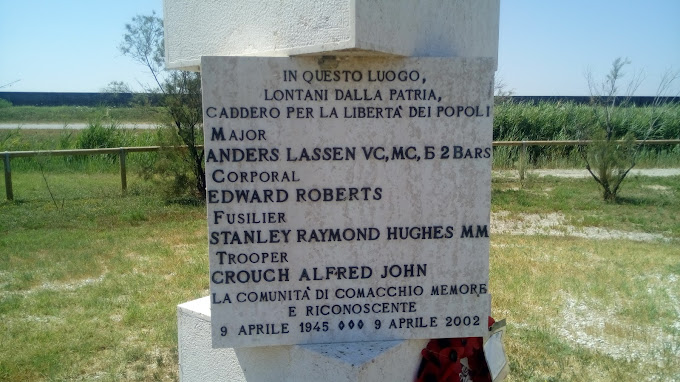 IN QUESTO LUOGO,
LONTANI DALLA PATRIA,
CADDERO PER LA LIBERTA' DEI POPOLI
MAJOR
ANDERS LASSEN VC, MC, & 2 BARS
CORPORAL
EDWARD ROBERTS
FUSILIER
STANLEY RAYMOND HUGHES MM
TROOPER
CROUCH ALFRED JOHN
LA COMUNITÀ DI COMACCHIO MEMORE
E RICONOSCENTE
9 APRILE 1945 ◊◊◊ 9 APRILE 2002